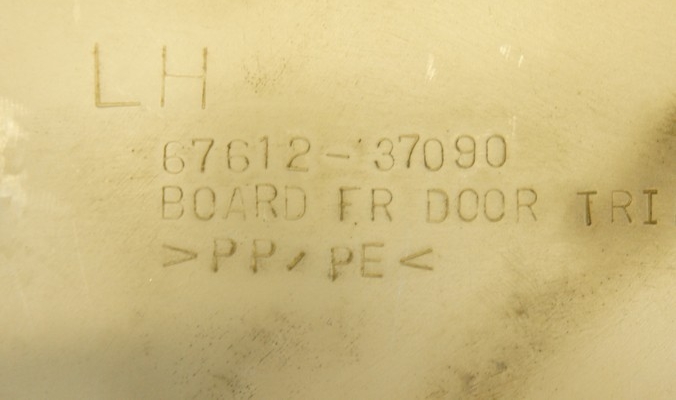 LH
67612-37090
BOARD FR DOOR TRI
>PP/PE<